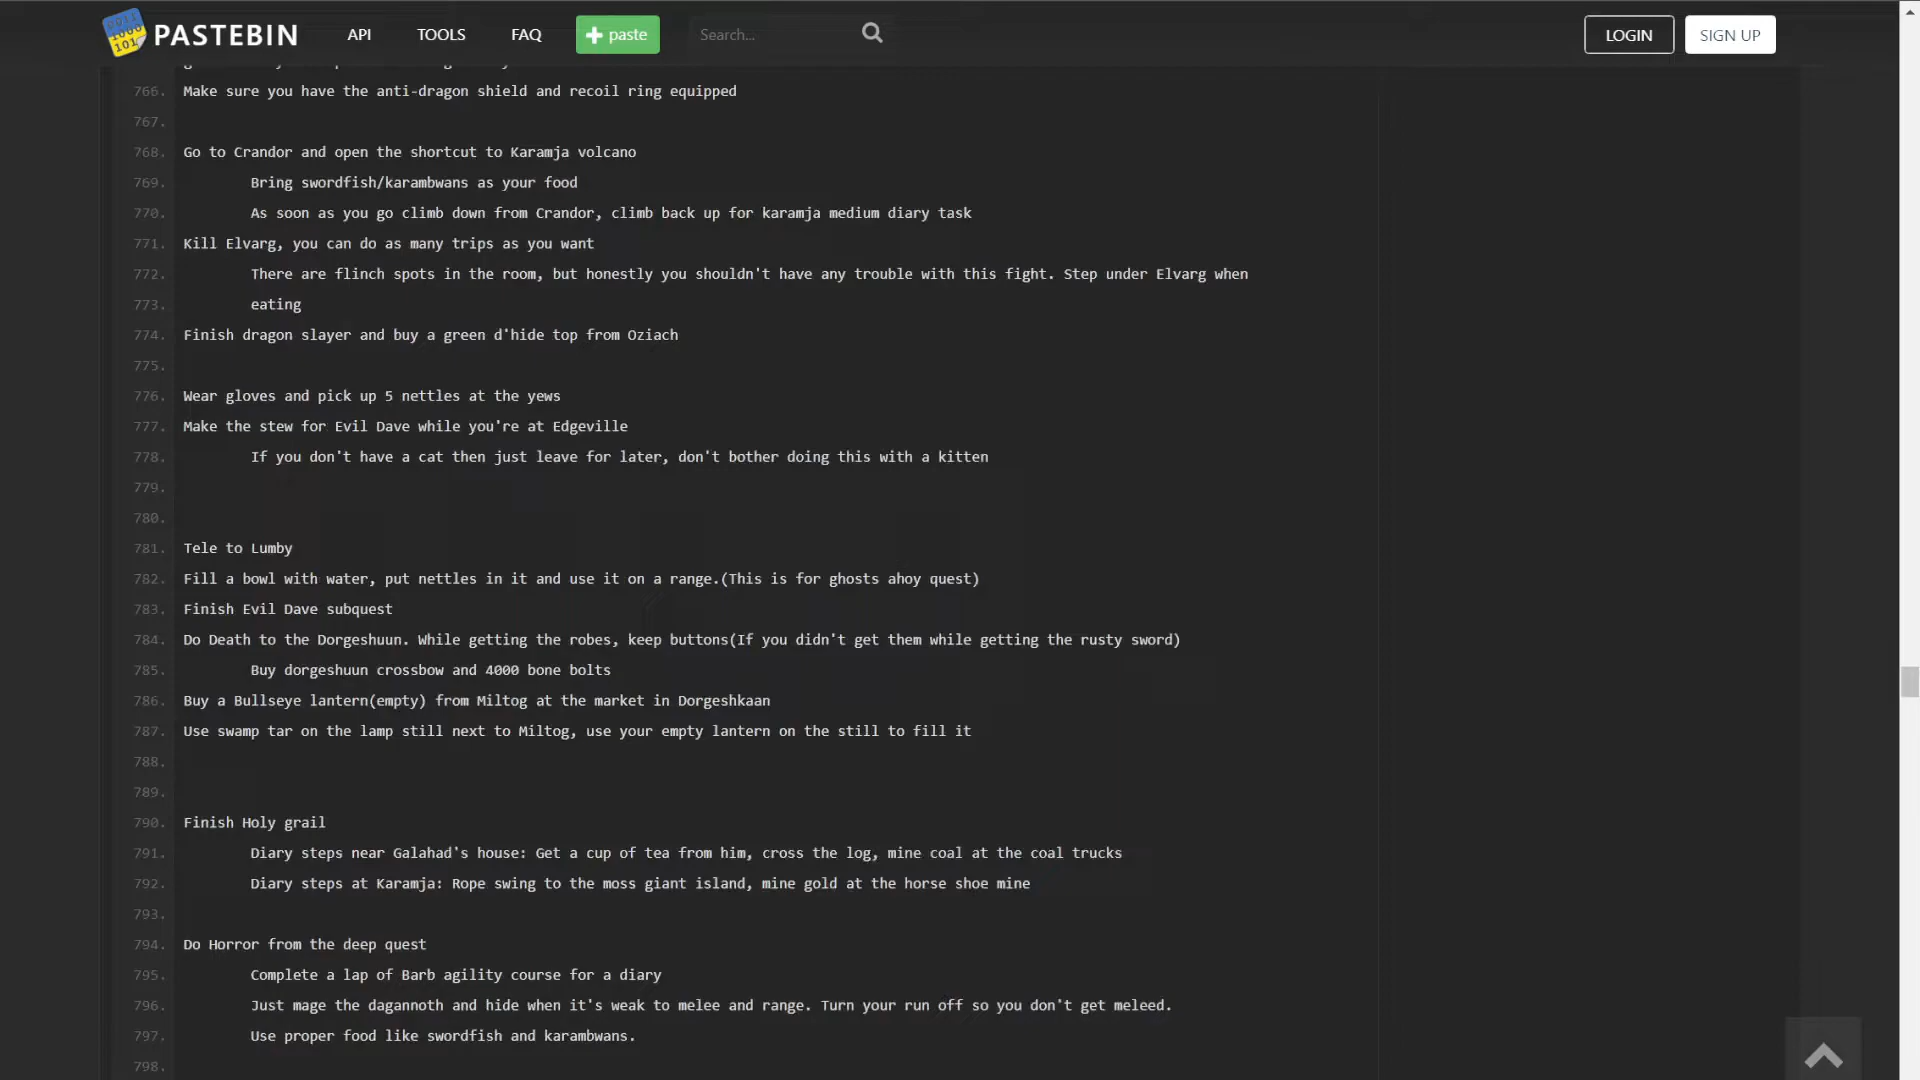 PASTEBIN API TOOLS FAQ + paste Search... LOGIN SIGN UP
766. Make sure you have the anti-dragon shield and recoil ring equipped
767.
768. Go to Crandor and open the shortcut to Karamja volcano
769. Bring swordfish/karambwans as your food
770. As soon as you go climb down from Crandor, climb back up for karamja medium diary task
771. Kill Elvarg, you can do as many trips as you want
772. There are flinch spots in the room, but honestly you shouldn't have any trouble with this fight. Step under Elvarg when
773. eating
774. Finish dragon slayer and buy a green d'hide top from Oziach
775.
776. Wear gloves and pick up 5 nettles at the yews
777. Make the stew for Evil Dave while you're at Edgeville
778. If you don't have a cat then just leave for later, don't bother doing this with a kitten
779.
780.
781. Tele to Lumby
782. Fill a bowl with water, put nettles in it and use it on a range.(This is for ghosts ahoy quest)
783. Finish Evil Dave subquest
784. Do Death to the Dorgeshuun. While getting the robes, keep buttons(If you didn't get them while getting the rusty sword)
785. Buy dorgeshuun crossbow and 4000 bone bolts
786. Buy a Bullseye lantern(empty) from Miltog at the market in Dorgeshkaan
787. Use swamp tar on the lamp still next to Miltog, use your empty lantern on the still to fill it
788.
789.
790. Finish Holy grail
791. Diary steps near Galahad's house: Get a cup of tea from him, cross the log, mine coal at the coal trucks
792. Diary steps at Karamja: Rope swing to the moss giant island, mine gold at the horse shoe mine
793.
794. Do Horror from the deep quest
795. Complete a lap of Barb agility course for a diary
796. Just mage the dagannoth and hide when it's weak to melee and range. Turn your run off so you don't get meleed.
797. Use proper food like swordfish and karambwans.
798.